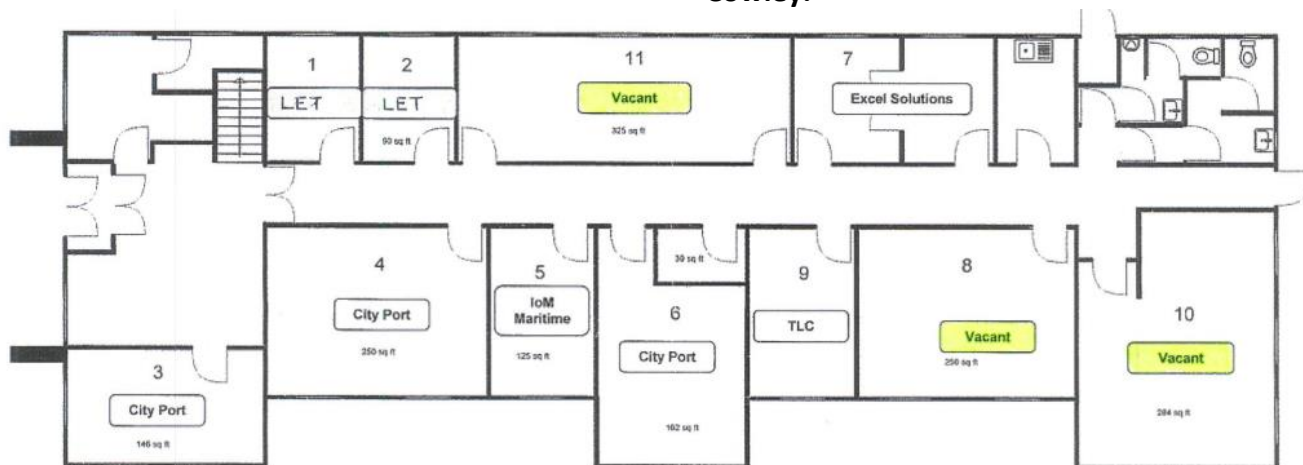 1
LET
2
LET
90 sq ft
11
Vacant
325 sq ft
7
Excel Solutions
4
City Port
250 sq ft
5
IoM
Maritime
125 sq ft
6
City Port
162 sq ft
30 sq ft
9
TLC
8
Vacant
250 sq ft
10
Vacant
284 sq ft
3
City Port
146 sq ft